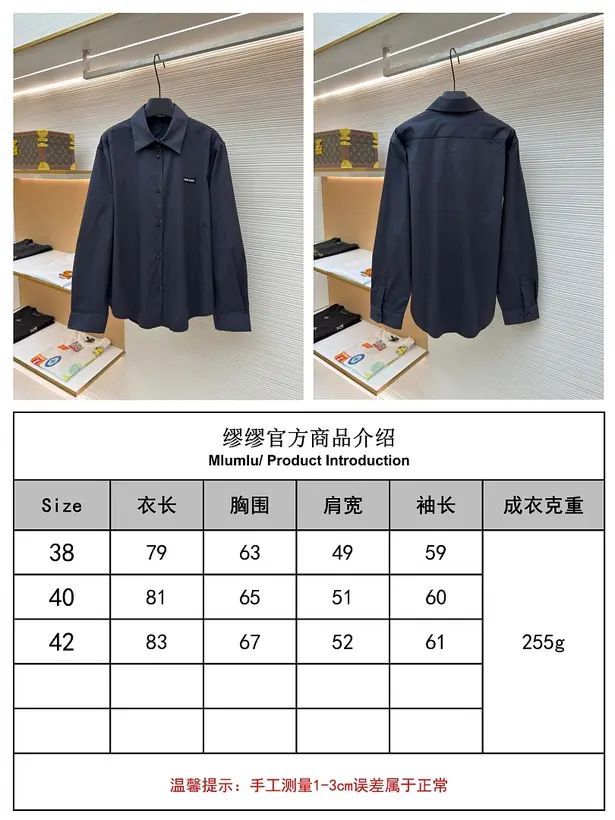 缪缪官方商品介绍
Mlumlu/ Product Introduction
Size 衣长 胸围 肩宽 袖长 成衣克重
38 79 63 49 59
40 81 65 51 60
42 83 67 52 61
255g
温馨提示：手工测量1-3cm误差属于正常